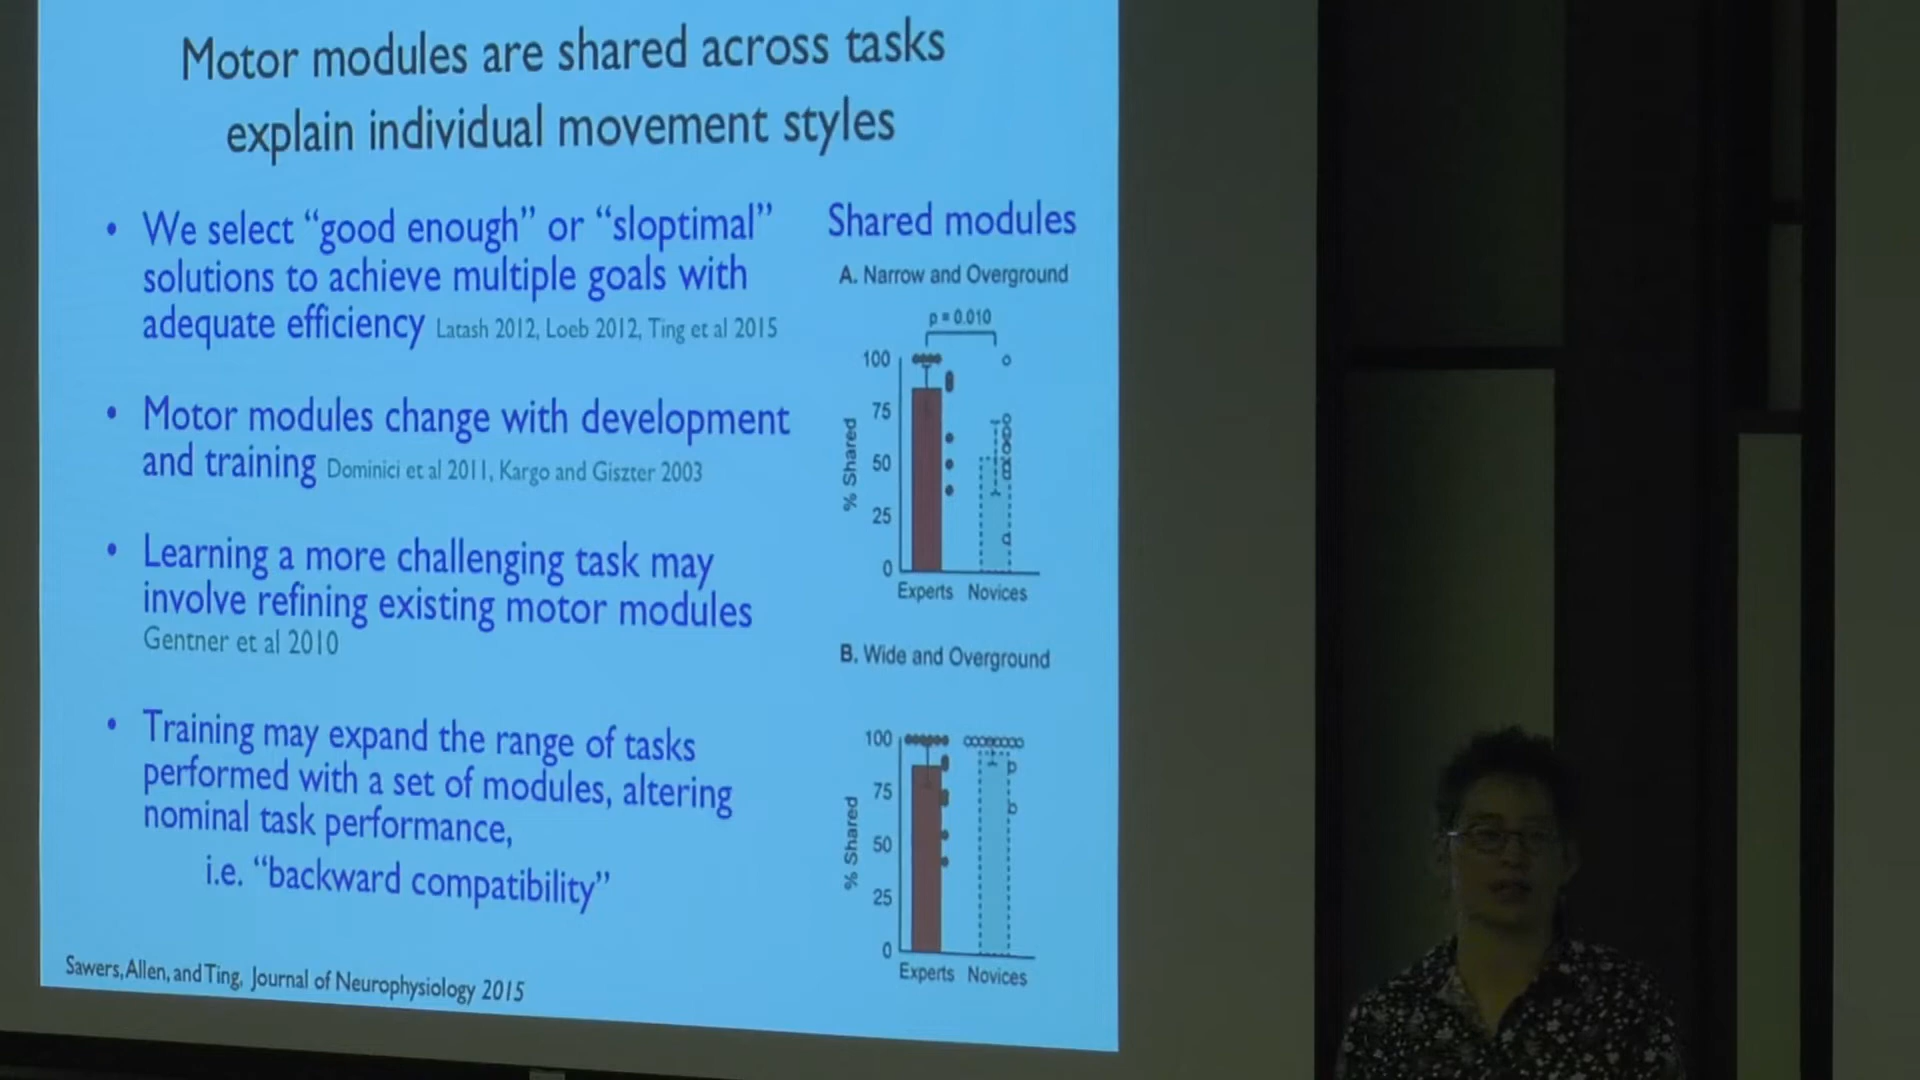 Motor modules are shared across tasks
explain individual movement styles
• We select “good enough” or “sloptimal”
solutions to achieve multiple goals with
adequate efficiency Latash 2012, Loeb 2012, Ting et al 2015
• Motor modules change with development
and training Dominici et al 2011, Kargo and Giszter 2003
• Learning a more challenging task may
involve refining existing motor modules
Gentner et al 2010
• Training may expand the range of tasks
performed with a set of modules, altering
nominal task performance,
i.e. “backward compatibility”
Sawers, Allen, and Ting, Journal of Neurophysiology 2015
Shared modules
A. Narrow and Overground
p = 0.010
100
75
50
25
0
% Shared
Experts Novices
B. Wide and Overground
100
75
50
25
0
% Shared
Experts Novices